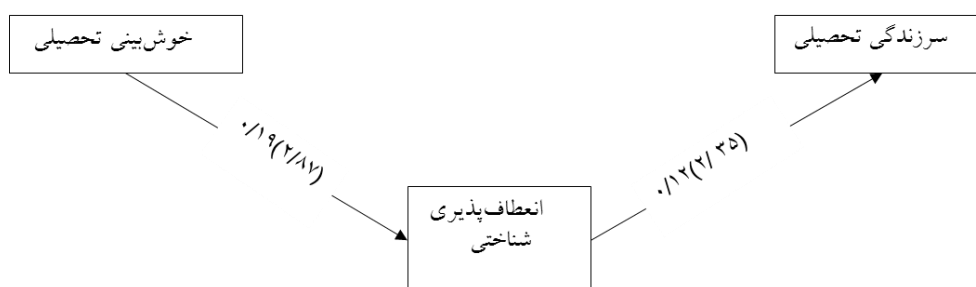 سرزندگی تحصیلی
خوش‌بینی تحصیلی
۰/۱۹(۲/۸۷)
۰/۱۲(۲/۳۵)
انعطاف‌پذیری
شناختی